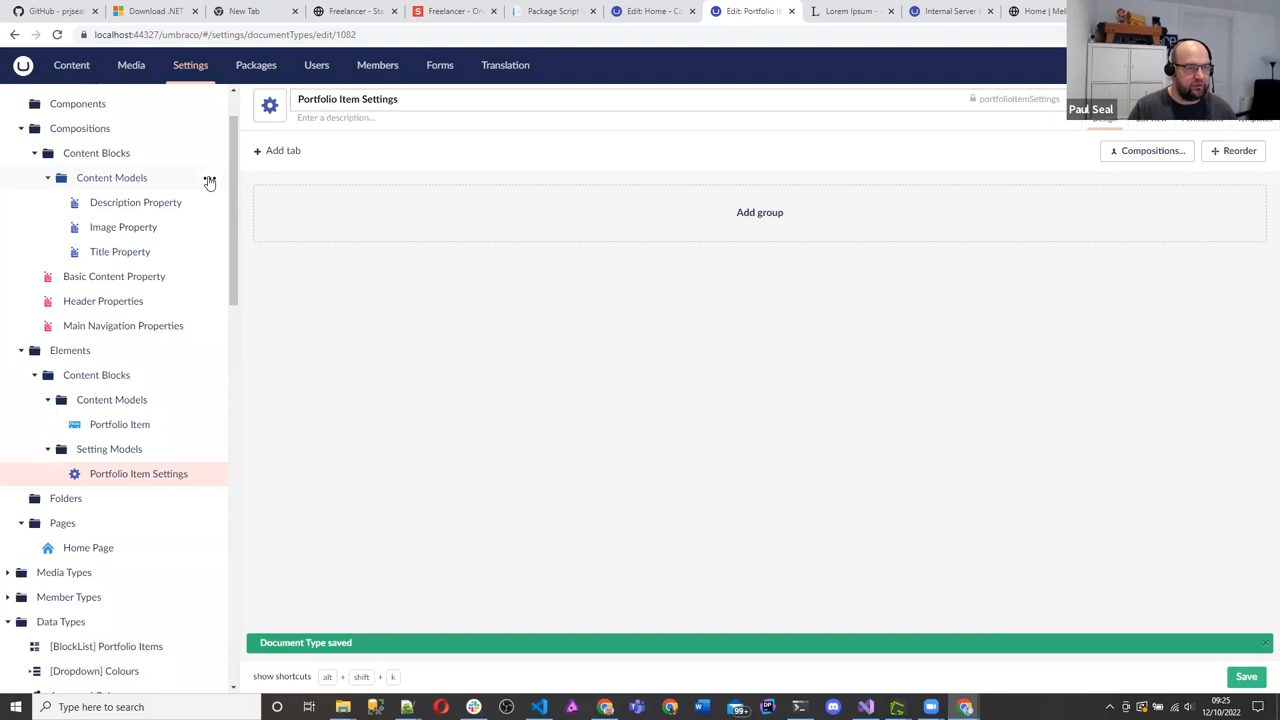 GitHub - prjseal
Download .NET
New Tab
Freelancer - Sta
Freelancer - One
Package Script
Edit: Home - Co
Edit: Portfolio It
Lorem Ipsum -
Internal Server
Home | Mel
localhost:44327/umbraco/#/settings/documentTypes/edit/1082
Content
Media
Settings
Packages
Users
Members
Forms
Translation
Paul Seal
Components
Compositions
Content Blocks
Content Models
Description Property
Image Property
Title Property
Basic Content Property
Header Properties
Main Navigation Properties
Elements
Content Blocks
Content Models
Portfolio Item
Setting Models
Portfolio Item Settings
Folders
Pages
Home Page
Media Types
Member Types
Data Types
[BlockList] Portfolio Items
[Dropdown] Colours
Portfolio Item Settings
portfolioItemSettings
Enter a description...
Design
Add tab
Compositions...
Reorder
Add group
Document Type saved
show shortcuts alt + shift + k
Save
Type here to search
99+
09:25
12/10/2022